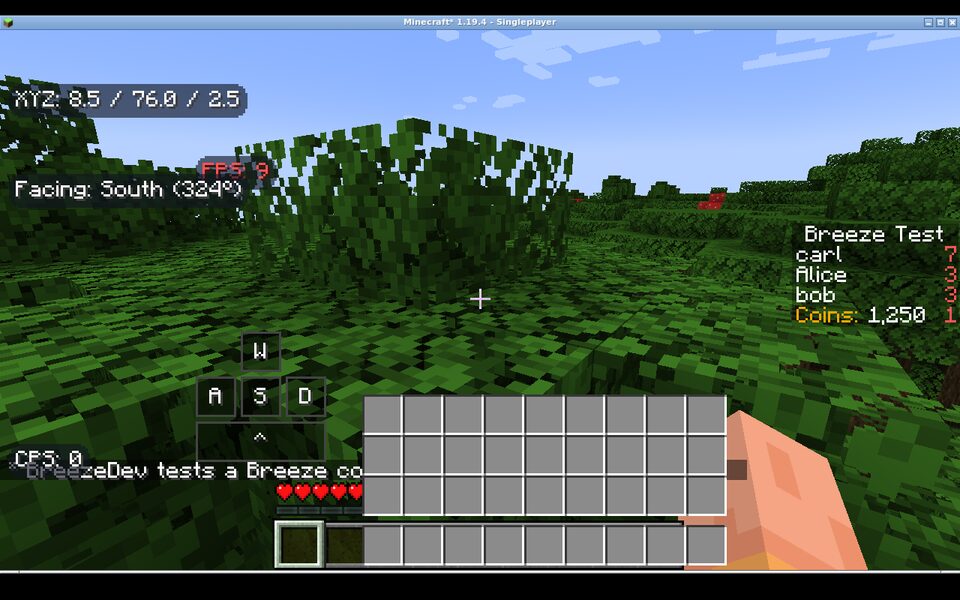 Minecraft* 1.19.4 - Singleplayer
XYZ: 8.5 / 76.0 / 2.5
FPS 9
Facing: South (324°)
Breeze Test
carl 7
Alice 3
bob 3
Coins: 1,250 1
W
A S D
^
CPS: 0
BreezeDev tests a Breeze co